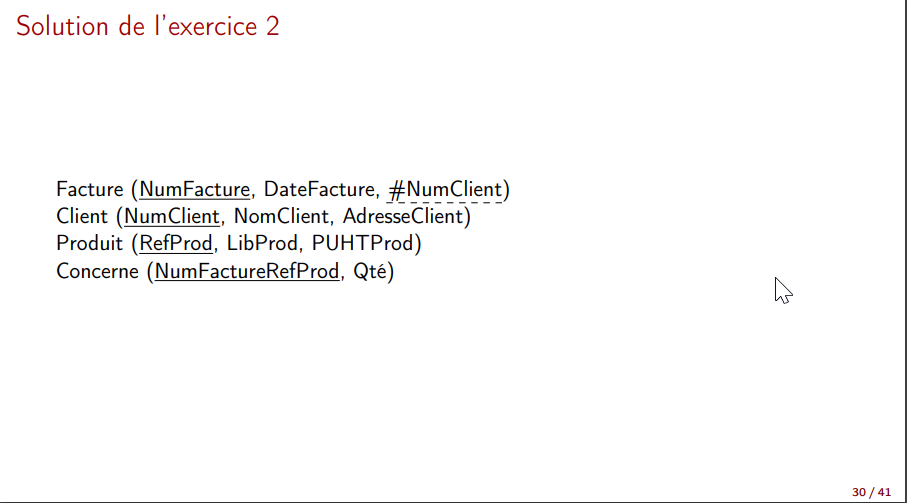 Solution de l'exercice 2
Facture (NumFacture, DateFacture, #NumClient)
Client (NumClient, NomClient, AdresseClient)
Produit (RefProd, LibProd, PUHTProd)
Concerne (NumFactureRefProd, Qté)
30 / 41